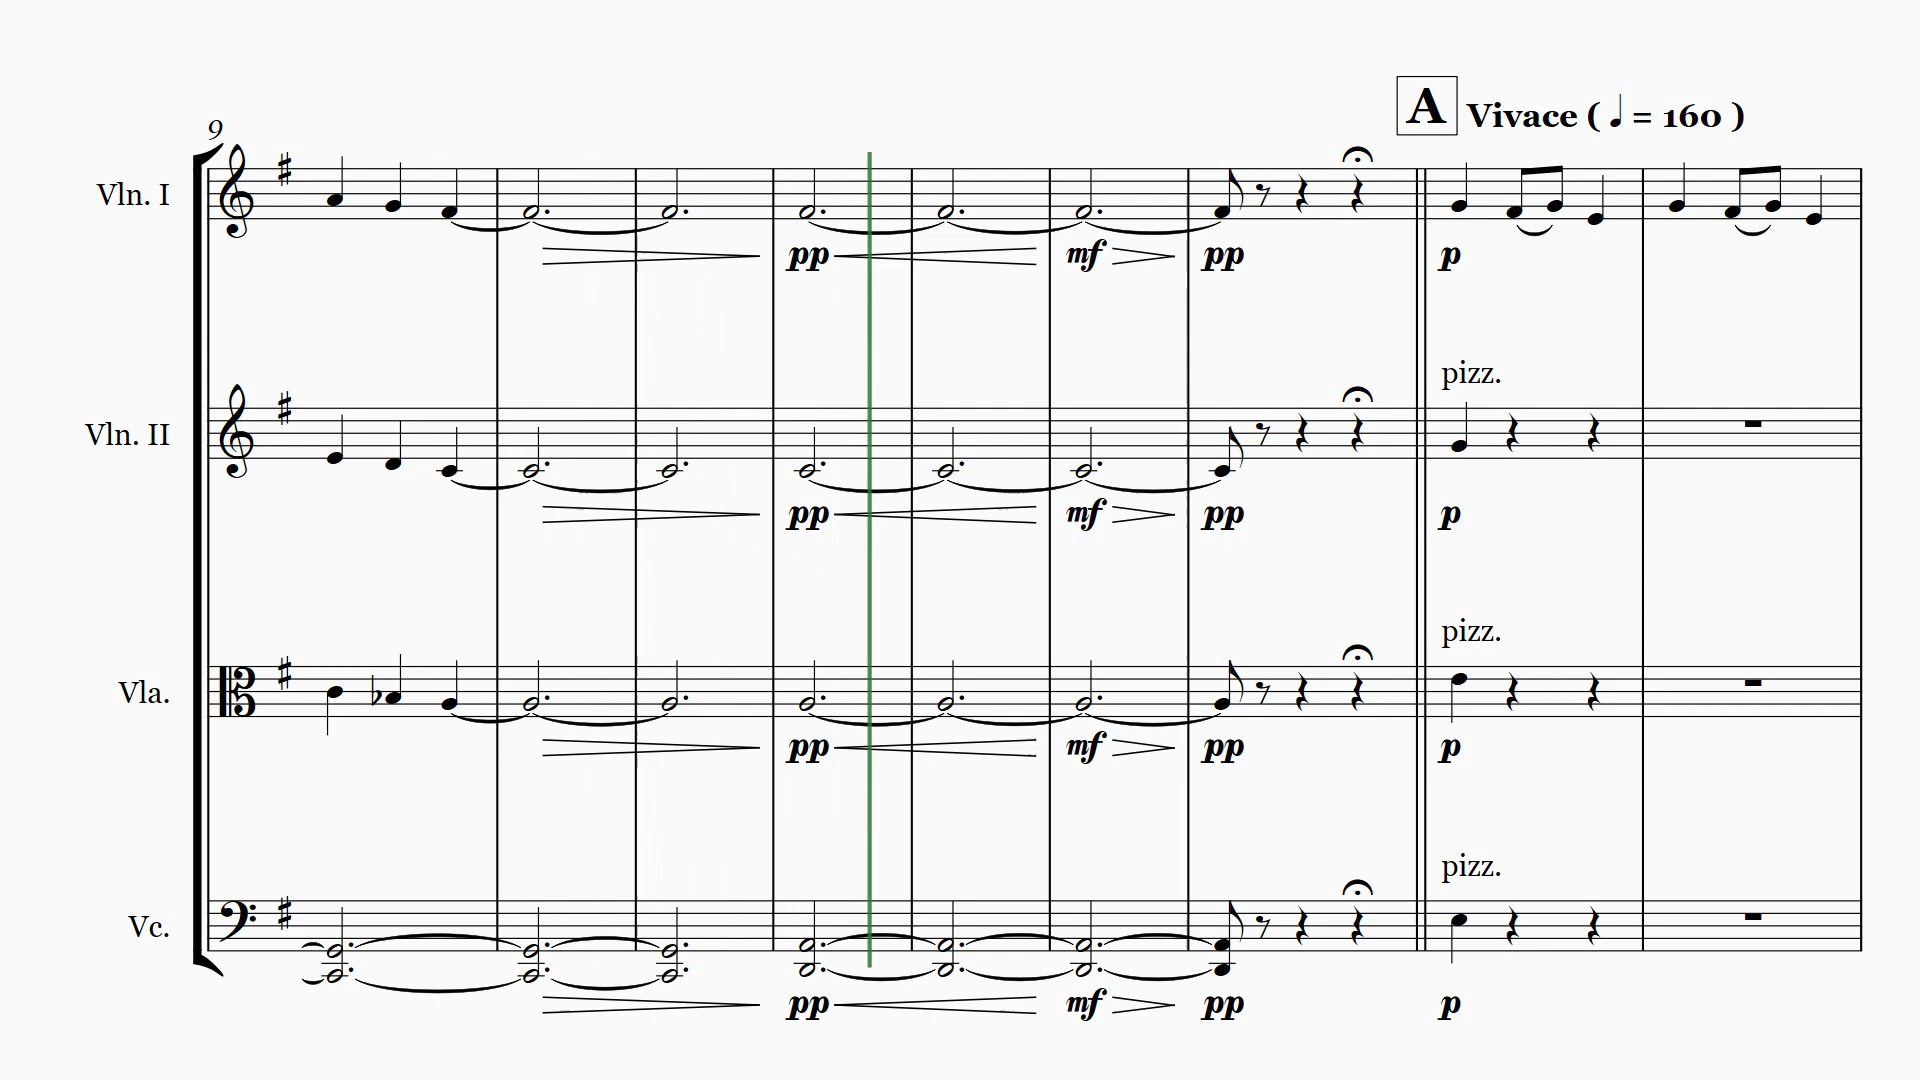 A Vivace ( ♩ = 160 )
9
Vln. I
pp mf pp p
pizz.
Vln. II
pp mf pp p
pizz.
Vla.
pp mf pp p
pizz.
Vc.
pp mf pp p